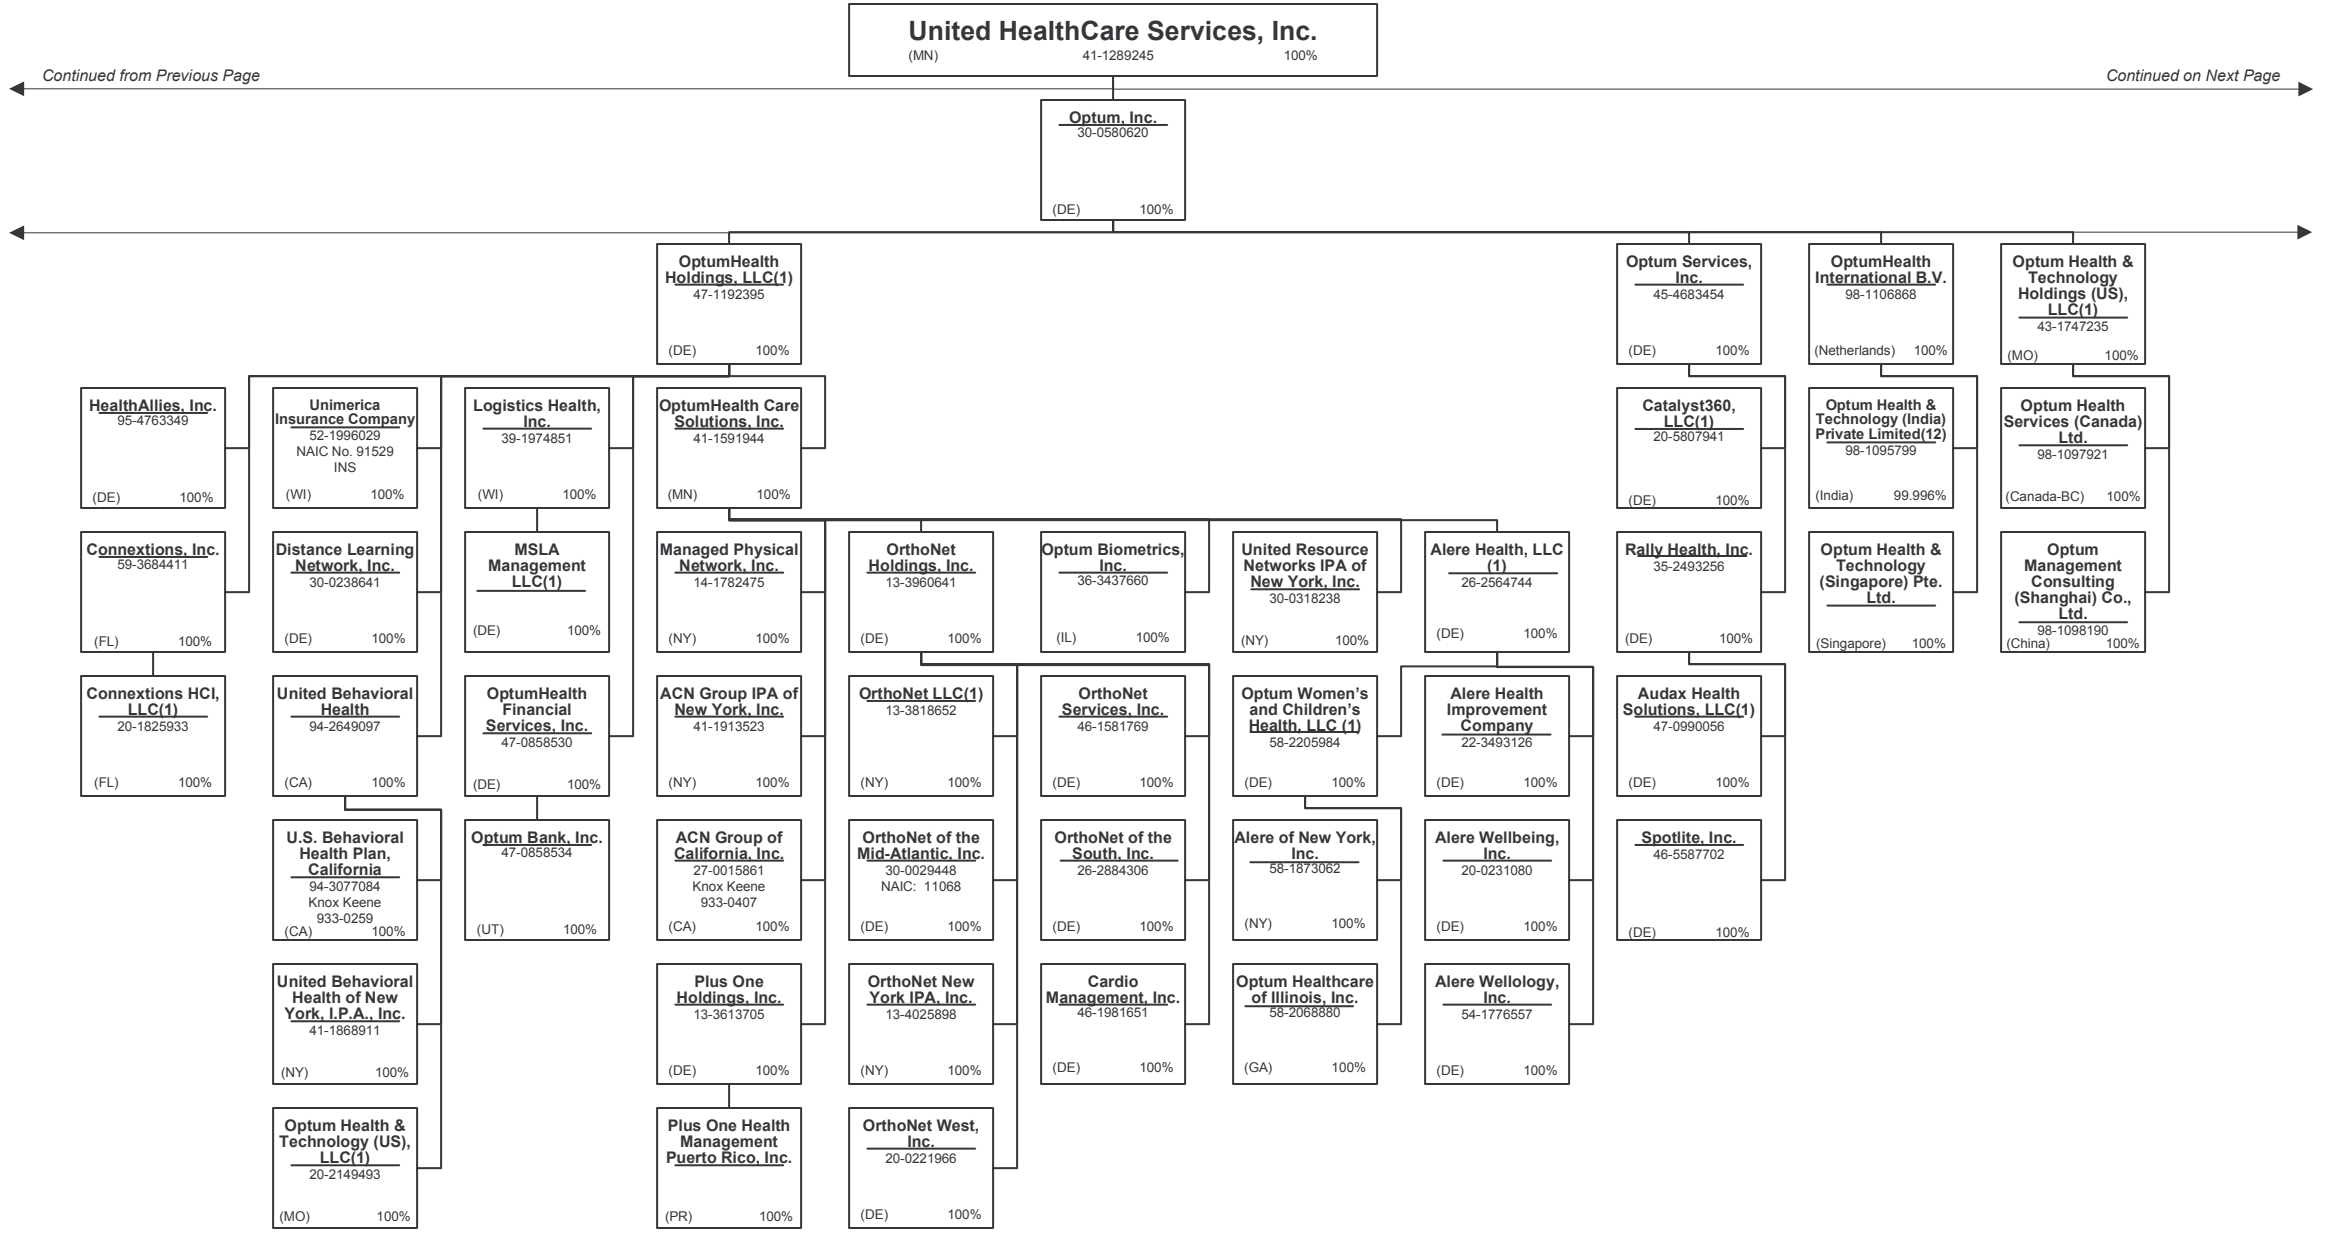 United HealthCare Services, Inc.
(MN) 41-1289245 100%
Continued from Previous Page
Continued on Next Page
Optum, Inc.
30-0580620
(DE) 100%
OptumHealth
Holdings, LLC(1)
47-1192395
(DE) 100%
Optum Services,
Inc.
45-4683454
(DE) 100%
OptumHealth
International B.V.
98-1106868
(Netherlands) 100%
Optum Health &
Technology
Holdings (US),
LLC(1)
43-1747235
(MO) 100%
HealthAllies, Inc.
95-4763349
(DE) 100%
Unimerica
Insurance Company
52-1996029
NAIC No. 91529
INS
(WI) 100%
Logistics Health,
Inc.
39-1974851
(WI) 100%
OptumHealth Care
Solutions, Inc.
41-1591944
(MN) 100%
Catalyst360,
LLC(1)
20-5807941
(DE) 100%
Optum Health &
Technology (India)
Private Limited(12)
98-1095799
(India) 99.996%
Optum Health
Services (Canada)
Ltd.
98-1097921
(Canada-BC) 100%
Connextions, Inc.
59-3684411
(FL) 100%
Distance Learning
Network, Inc.
30-0238641
(DE) 100%
MSLA
Management
LLC(1)
(DE) 100%
Managed Physical
Network, Inc.
14-1782475
(NY) 100%
OrthoNet
Holdings, Inc.
13-3960641
(DE) 100%
Optum Biometrics,
Inc.
36-3437660
(IL) 100%
United Resource
Networks IPA of
New York, Inc.
30-0318238
(NY) 100%
Alere Health, LLC
(1)
26-2564744
(DE) 100%
Rally Health, Inc.
35-2493256
(DE) 100%
Optum Health &
Technology
(Singapore) Pte.
Ltd.
(Singapore) 100%
Optum
Management
Consulting
(Shanghai) Co.,
Ltd.
98-1098190
(China) 100%
Connextions HCI,
LLC(1)
20-1825933
(FL) 100%
United Behavioral
Health
94-2649097
(CA) 100%
OptumHealth
Financial
Services, Inc.
47-0858530
(DE) 100%
ACN Group IPA of
New York, Inc.
41-1913523
(NY) 100%
OrthoNet LLC(1)
13-3818652
(NY) 100%
OrthoNet
Services, Inc.
46-1581769
(DE) 100%
Optum Women’s
and Children’s
Health, LLC (1)
58-2205984
(DE) 100%
Alere Health
Improvement
Company
22-3493126
(DE) 100%
Audax Health
Solutions, LLC(1)
47-0990056
(DE) 100%
U.S. Behavioral
Health Plan,
California
94-3077084
Knox Keene
933-0259
(CA) 100%
Optum Bank, Inc.
47-0858534
(UT) 100%
ACN Group of
California, Inc.
27-0015861
Knox Keene
933-0407
(CA) 100%
OrthoNet of the
Mid-Atlantic, Inc.
30-0029448
NAIC: 11068
(DE) 100%
OrthoNet of the
South, Inc.
26-2884306
(DE) 100%
Alere of New York,
Inc.
58-1873062
(NY) 100%
Alere Wellbeing,
Inc.
20-0231080
(DE) 100%
Spotlite, Inc.
46-5587702
(DE) 100%
United Behavioral
Health of New
York, I.P.A., Inc.
41-1868911
(NY) 100%
Plus One
Holdings, Inc.
13-3613705
(DE) 100%
OrthoNet New
York IPA, Inc.
13-4025898
(NY) 100%
Cardio
Management, Inc.
46-1981651
(DE) 100%
Optum Healthcare
of Illinois, Inc.
58-2068880
(GA) 100%
Alere Wellology,
Inc.
54-1776557
(DE) 100%
Optum Health &
Technology (US),
LLC(1)
20-2149493
(MO) 100%
Plus One Health
Management
Puerto Rico, Inc.
(PR) 100%
OrthoNet West,
Inc.
20-0221966
(DE) 100%